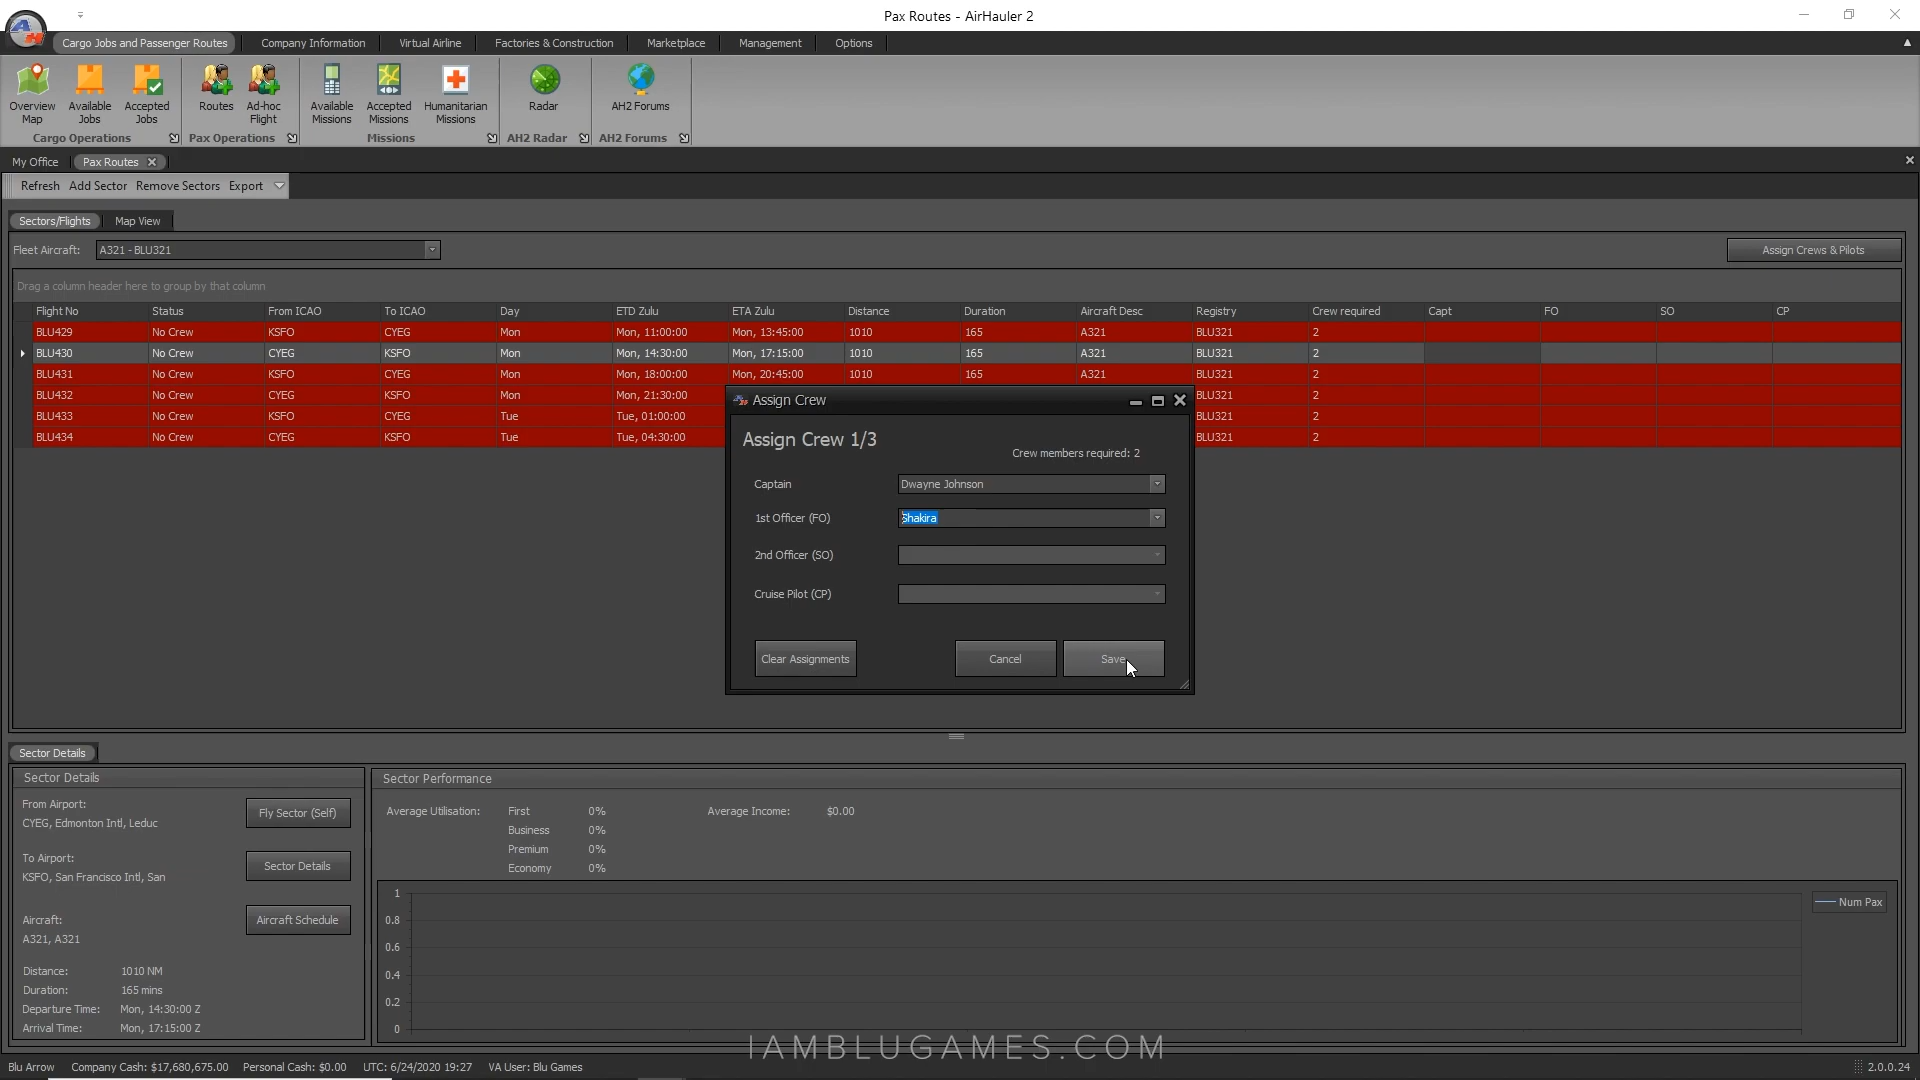 Pax Routes - AirHauler 2
Cargo Jobs and Passenger Routes Company Information Virtual Airline Factories & Construction Marketplace Management Options
Overview Map Available Jobs Accepted Jobs Routes Ad-hoc Flight Available Missions Accepted Missions Humanitarian Missions Radar AH2 Forums
Cargo Operations Pax Operations Missions AH2 Radar AH2 Forums
My Office Pax Routes
Refresh Add Sector Remove Sectors Export
Sectors/Flights Map View
Fleet Aircraft: A321 - BLU321 Assign Crews & Pilots
Drag a column header here to group by that column
Flight No Status From ICAO To ICAO Day ETD Zulu ETA Zulu Distance Duration Aircraft Desc Registry Crew required Capt FO SO CP
BLU429 No Crew KSFO CYEG Mon Mon, 11:00:00 Mon, 13:45:00 1010 165 A321 BLU321 2
BLU430 No Crew CYEG KSFO Mon Mon, 14:30:00 Mon, 17:15:00 1010 165 A321 BLU321 2
BLU431 No Crew KSFO CYEG Mon Mon, 18:00:00 Mon, 20:45:00 1010 165 A321 BLU321 2
BLU432 No Crew CYEG KSFO Mon Mon, 21:30:00 BLU321 2
BLU433 No Crew KSFO CYEG Tue Tue, 01:00:00 BLU321 2
BLU434 No Crew CYEG KSFO Tue Tue, 04:30:00 BLU321 2
Assign Crew
Assign Crew 1/3
Crew members required: 2
Captain Dwayne Johnson
1st Officer (FO) Shakira
2nd Officer (SO)
Cruise Pilot (CP)
Clear Assignments Cancel Save
Sector Details
Sector Details
From Airport:
CYEG, Edmonton Intl, Leduc
Fly Sector (Self)
To Airport:
KSFO, San Francisco Intl, San
Sector Details
Aircraft:
A321, A321
Aircraft Schedule
Distance: 1010 NM
Duration: 165 mins
Departure Time: Mon, 14:30:00 Z
Arrival Time: Mon, 17:15:00 Z
Sector Performance
Average Utilisation: First 0% Average Income: $0.00
Business 0%
Premium 0%
Economy 0%
1
0.8
0.6
0.4
0.2
0
Num Pax
IAMBLUGAMES.COM
Blu Arrow Company Cash: $17,680,675.00 Personal Cash: $0.00 UTC: 6/24/2020 19:27 VA User: Blu Games 2.0.0.24